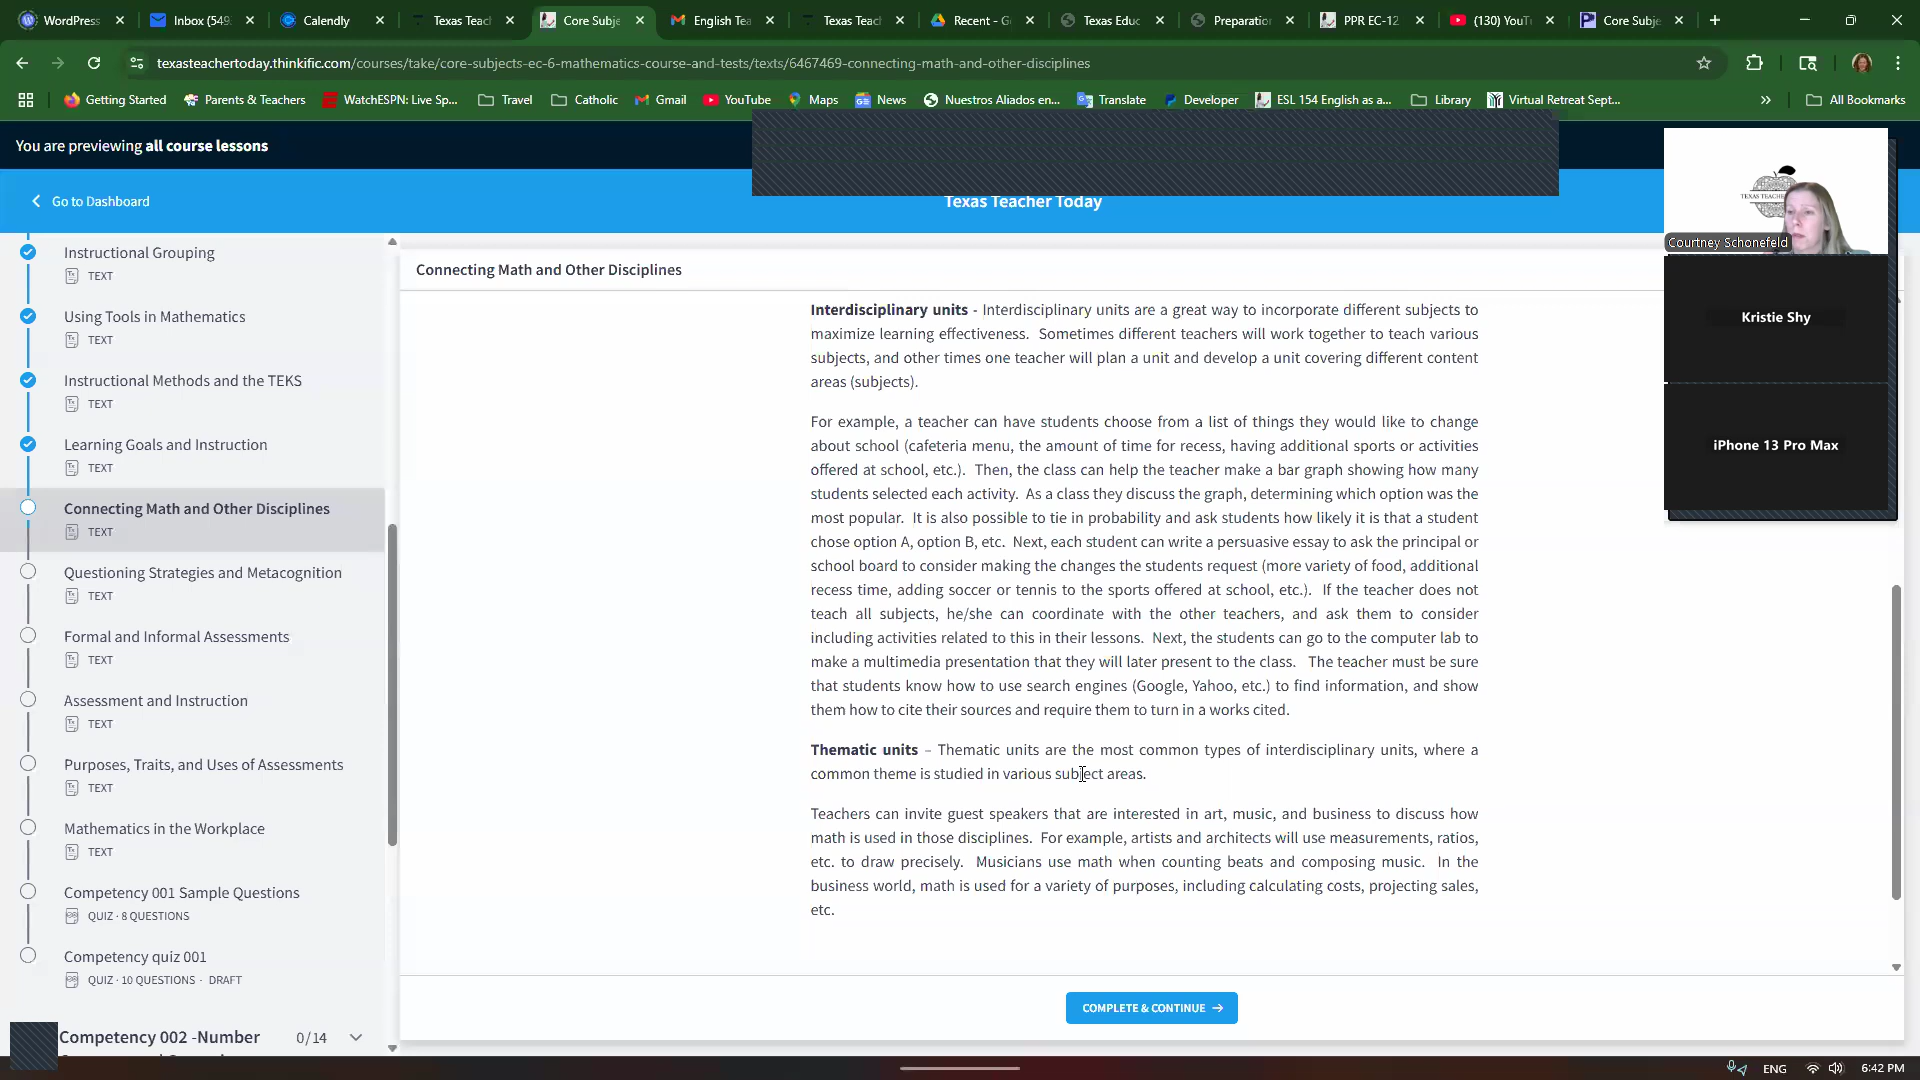 WordPress
Inbox (549
Calendly
Texas Teach
Core Subje
English Tea
Texas Teach
Recent - G
Texas Educ
Preparation
PPR EC-12
(130) YouT
Core Subje
texasteachertoday.thinkific.com/courses/take/core-subjects-ec-6-mathematics-course-and-tests/texts/6467469-connecting-math-and-other-disciplines
Getting Started
Parents & Teachers
WatchESPN: Live Sp...
Travel
Catholic
Gmail
YouTube
Maps
News
Nuestros Aliados en...
Translate
Developer
ESL 154 English as a...
Library
Virtual Retreat Sept...
»
All Bookmarks
You are previewing all course lessons
Go to Dashboard
Texas Teacher Today
Instructional Grouping
TEXT
Using Tools in Mathematics
TEXT
Instructional Methods and the TEKS
TEXT
Learning Goals and Instruction
TEXT
Connecting Math and Other Disciplines
TEXT
Questioning Strategies and Metacognition
TEXT
Formal and Informal Assessments
TEXT
Assessment and Instruction
TEXT
Purposes, Traits, and Uses of Assessments
TEXT
Mathematics in the Workplace
TEXT
Competency 001 Sample Questions
QUIZ · 8 QUESTIONS
Competency quiz 001
QUIZ · 10 QUESTIONS · DRAFT
Competency 002 -Number
0/14
Connecting Math and Other Disciplines
Interdisciplinary units - Interdisciplinary units are a great way to incorporate different subjects to
maximize learning effectiveness. Sometimes different teachers will work together to teach various
subjects, and other times one teacher will plan a unit and develop a unit covering different content
areas (subjects).
For example, a teacher can have students choose from a list of things they would like to change
about school (cafeteria menu, the amount of time for recess, having additional sports or activities
offered at school, etc.). Then, the class can help the teacher make a bar graph showing how many
students selected each activity. As a class they discuss the graph, determining which option was the
most popular. It is also possible to tie in probability and ask students how likely it is that a student
chose option A, option B, etc. Next, each student can write a persuasive essay to ask the principal or
school board to consider making the changes the students request (more variety of food, additional
recess time, adding soccer or tennis to the sports offered at school, etc.). If the teacher does not
teach all subjects, he/she can coordinate with the other teachers, and ask them to consider
including activities related to this in their lessons. Next, the students can go to the computer lab to
make a multimedia presentation that they will later present to the class. The teacher must be sure
that students know how to use search engines (Google, Yahoo, etc.) to find information, and show
them how to cite their sources and require them to turn in a works cited.
Thematic units – Thematic units are the most common types of interdisciplinary units, where a
common theme is studied in various subject areas.
Teachers can invite guest speakers that are interested in art, music, and business to discuss how
math is used in those disciplines. For example, artists and architects will use measurements, ratios,
etc. to draw precisely. Musicians use math when counting beats and composing music. In the
business world, math is used for a variety of purposes, including calculating costs, projecting sales,
etc.
COMPLETE & CONTINUE →
Courtney Schonefeld
Kristie Shy
iPhone 13 Pro Max
ENG
6:42 PM